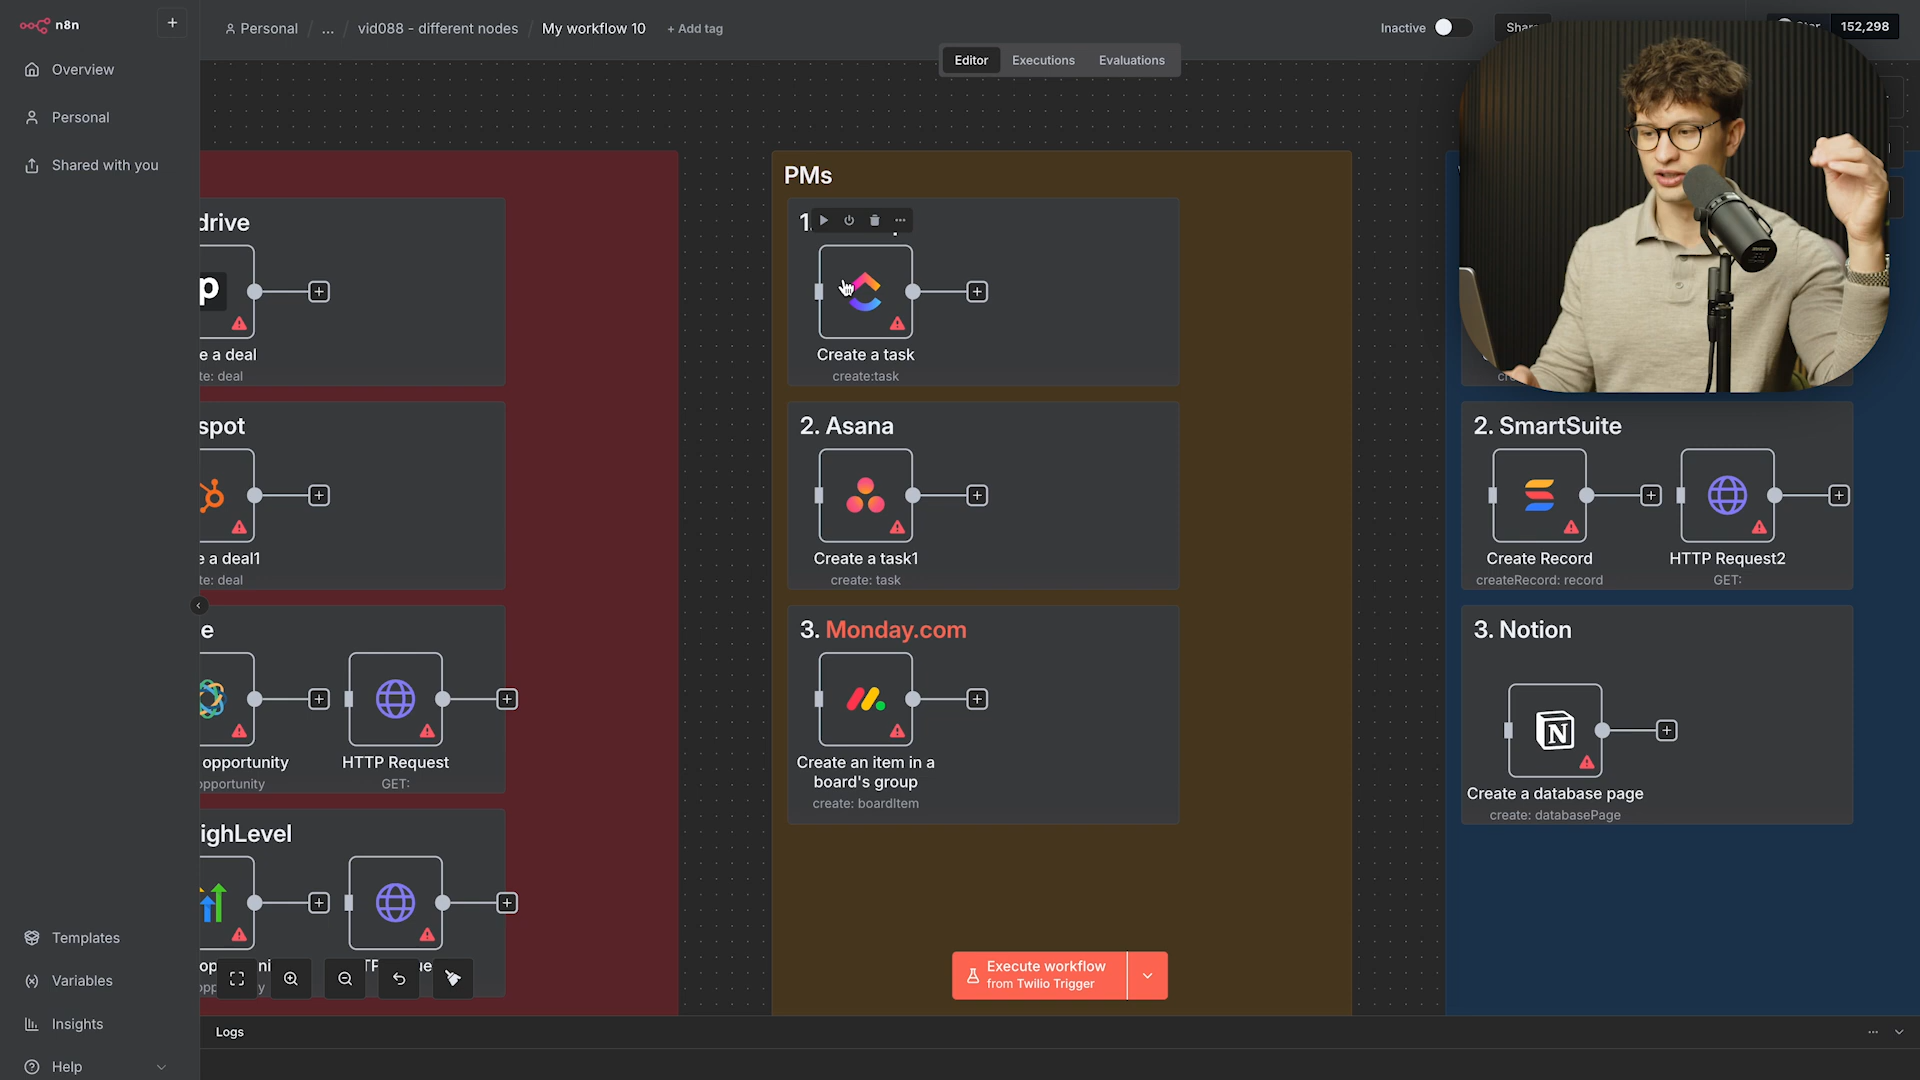 n8n
Overview
Personal
Shared with you
Templates
Variables
Insights
Help
Personal / ... / vid088 - different nodes / My workflow 10 + Add tag
Inactive
152,298
Editor Executions Evaluations
drive
e a deal
te: deal
spot
e a deal1
te: deal
e
opportunity
pportunity
HTTP Request
GET:
ighLevel
PMs
1.
Create a task
create:task
2. Asana
Create a task1
create: task
3. Monday.com
Create an item in a
board's group
create: boardItem
2. SmartSuite
Create Record
createRecord: record
HTTP Request2
GET:
3. Notion
Create a database page
create: databasePage
Execute workflow
from Twilio Trigger
Logs